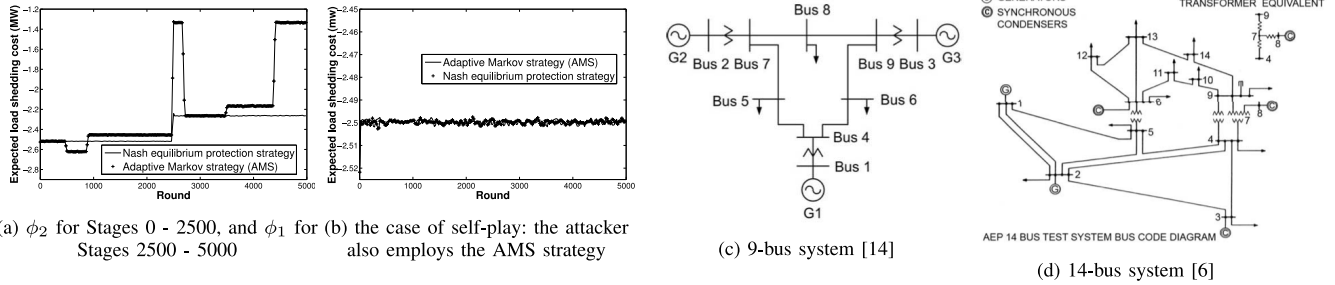 Expected load shedding cost (MW)
-1.2
-1.4
-1.6
-1.8
-2
-2.2
-2.4
-2.6
-2.8
Nash equilibrium protection strategy
Adaptive Markov strategy (AMS)
0
1000
2000
3000
4000
5000
Round
(a) ϕ2 for Stages 0 - 2500, and ϕ1 for
Stages 2500 - 5000
Expected load shedding cost (mw)
-2.45
-2.46
-2.47
-2.48
-2.49
-2.5
-2.51
-2.52
Adaptive Markov strategy (AMS)
Nash equilibrium protection strategy
0
1000
2000
3000
4000
5000
Round
(b) the case of self-play: the attacker
also employs the AMS strategy
Bus 8
G2
Bus 2
Bus 7
Bus 9
Bus 3
G3
Bus 5
Bus 6
Bus 4
Bus 1
G1
(c) 9-bus system [14]
C
SYNCHRONOUS
CONDENSERS
TRANSFORMER EQUIVALENT
9
7
8
C
4
13
12
14
11
10
9
6
C
C
8
7
G
1
5
4
2
G
3
C
AEP 14 BUS TEST SYSTEM BUS CODE DIAGRAM
(d) 14-bus system [6]